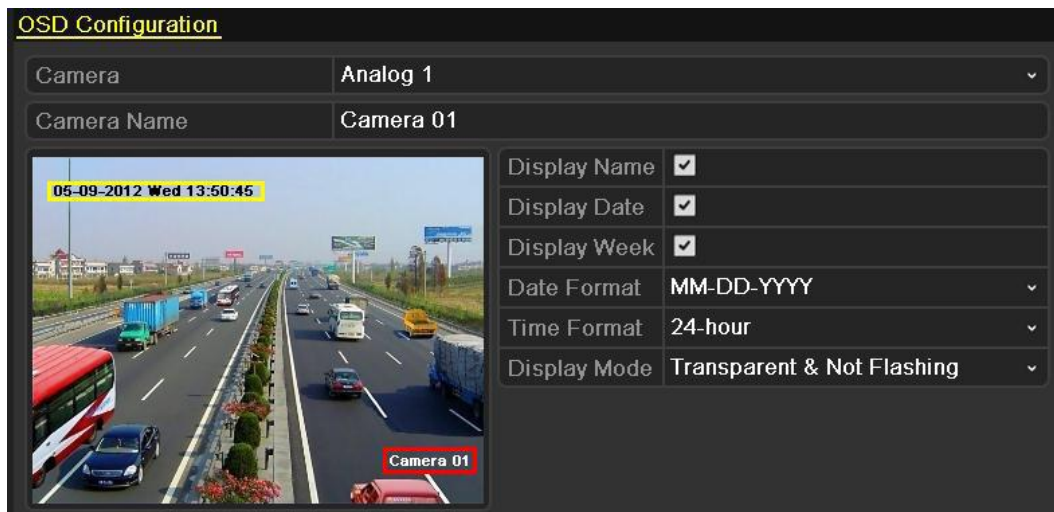 OSD Configuration
Camera Analog 1
Camera Name Camera 01
05-09-2012 Wed 13:50:45
Camera 01
Display Name
Display Date
Display Week
Date Format MM-DD-YYYY
Time Format 24-hour
Display Mode Transparent & Not Flashing